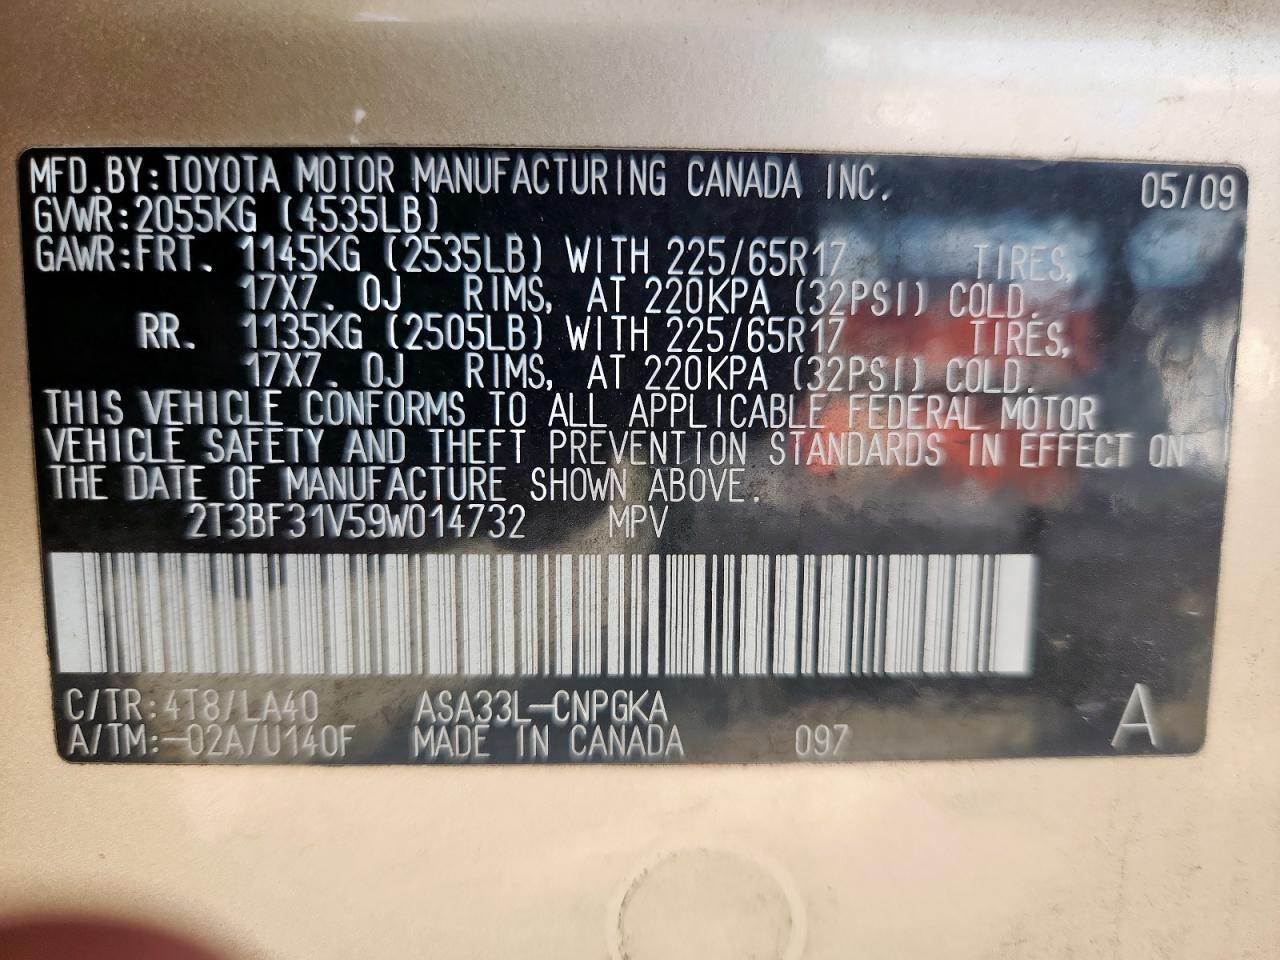 MFD.BY:TOYOTA MOTOR MANUFACTURING CANADA INC. 05/09
GVWR:2055KG (4535LB)
GAWR:FRT. 1145KG (2535LB) WITH 225/65R17 TIRES,
17X7.0J RIMS, AT 220KPA (32PSI) COLD.
RR. 1135KG (2505LB) WITH 225/65R17 TIRES,
17X7.0J RIMS, AT 220KPA (32PSI) COLD.
THIS VEHICLE CONFORMS TO ALL APPLICABLE FEDERAL MOTOR
VEHICLE SAFETY AND THEFT PREVENTION STANDARDS IN EFFECT ON
THE DATE OF MANUFACTURE SHOWN ABOVE.
2T3BF31V59W014732 MPV
C/TR:4T8/LA40 ASA33L-CNPGKA A
A/TM:-02A/U140F MADE IN CANADA 097